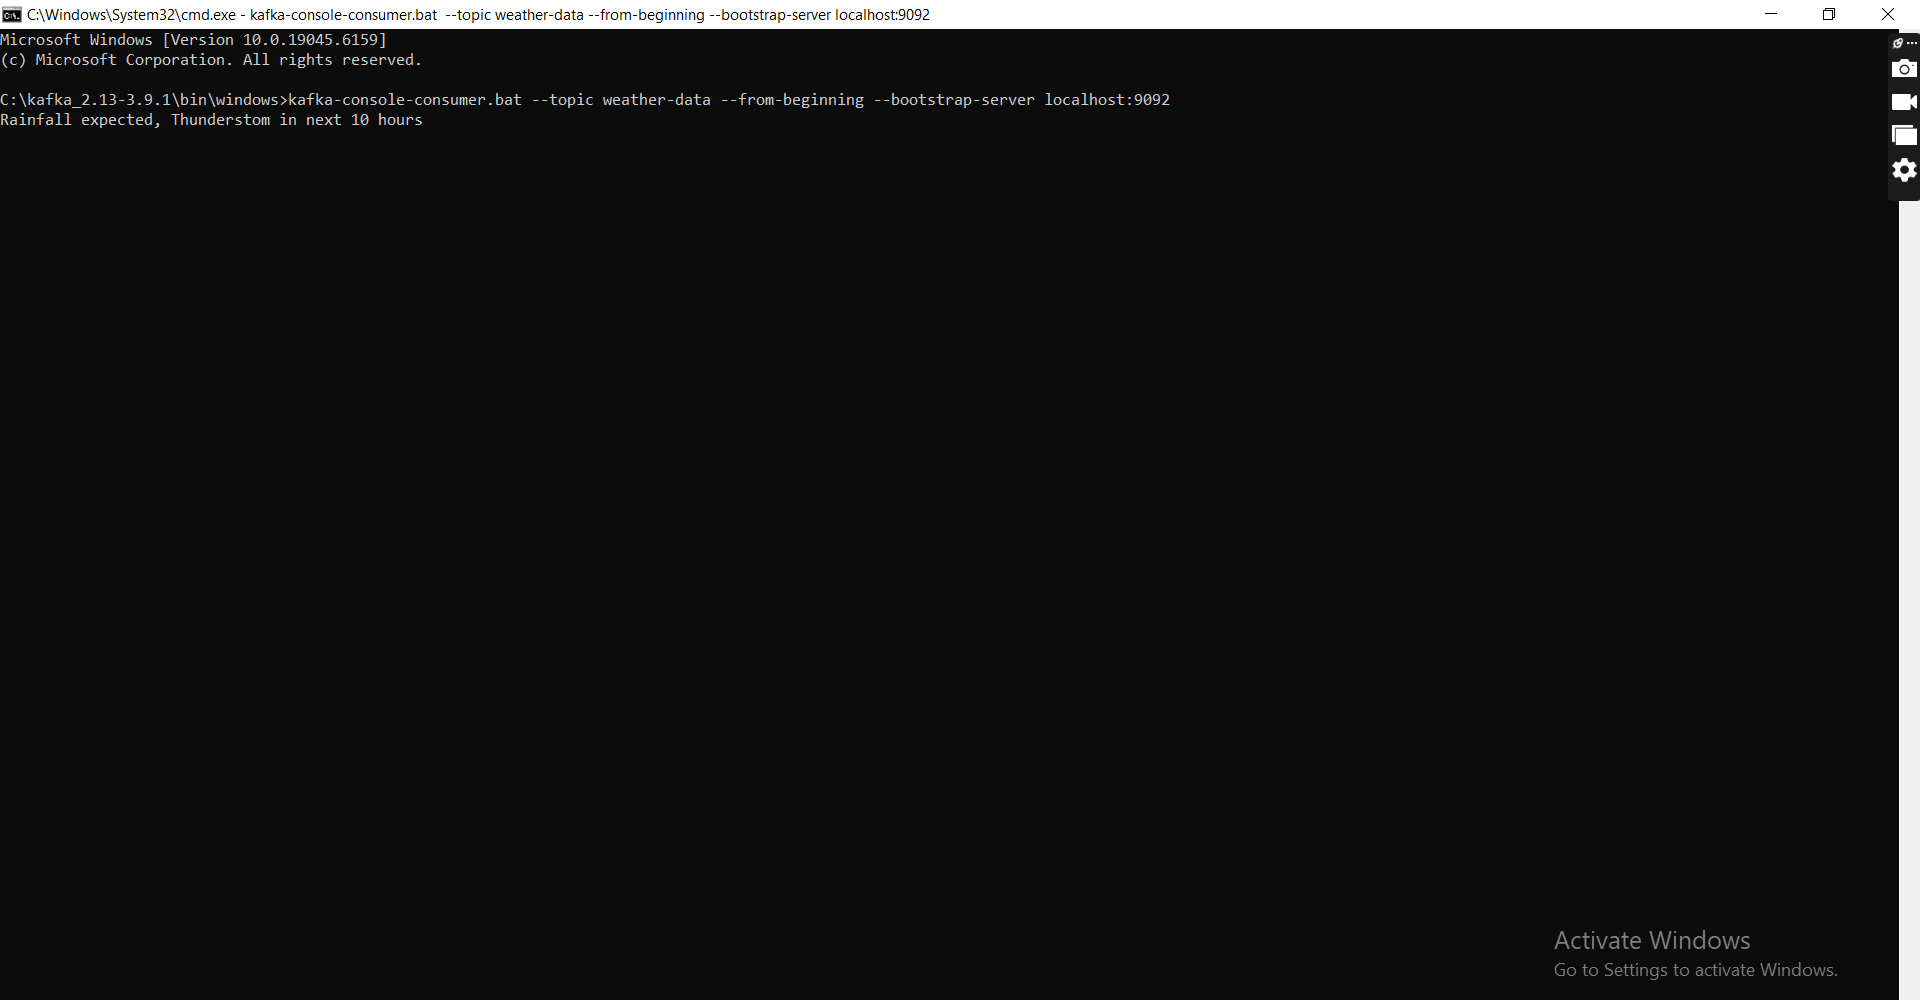 C:\Windows\System32\cmd.exe - kafka-console-consumer.bat  --topic weather-data --from-beginning --bootstrap-server localhost:9092
Microsoft Windows [Version 10.0.19045.6159]
(c) Microsoft Corporation. All rights reserved.
C:\kafka_2.13-3.9.1\bin\windows>kafka-console-consumer.bat --topic weather-data --from-beginning --bootstrap-server localhost:9092
Rainfall expected, Thunderstom in next 10 hours
Activate Windows
Go to Settings to activate Windows.